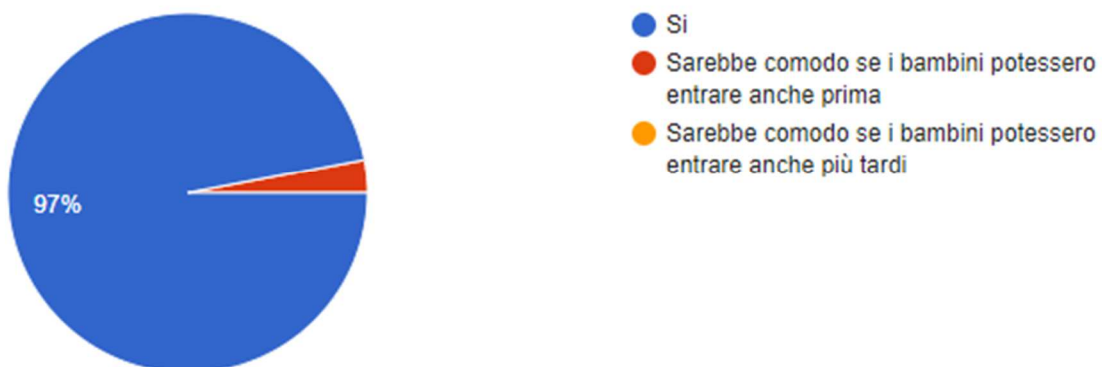 Si
Sarebbe comodo se i bambini potessero
entrare anche prima
Sarebbe comodo se i bambini potessero
entrare anche più tardi
97%